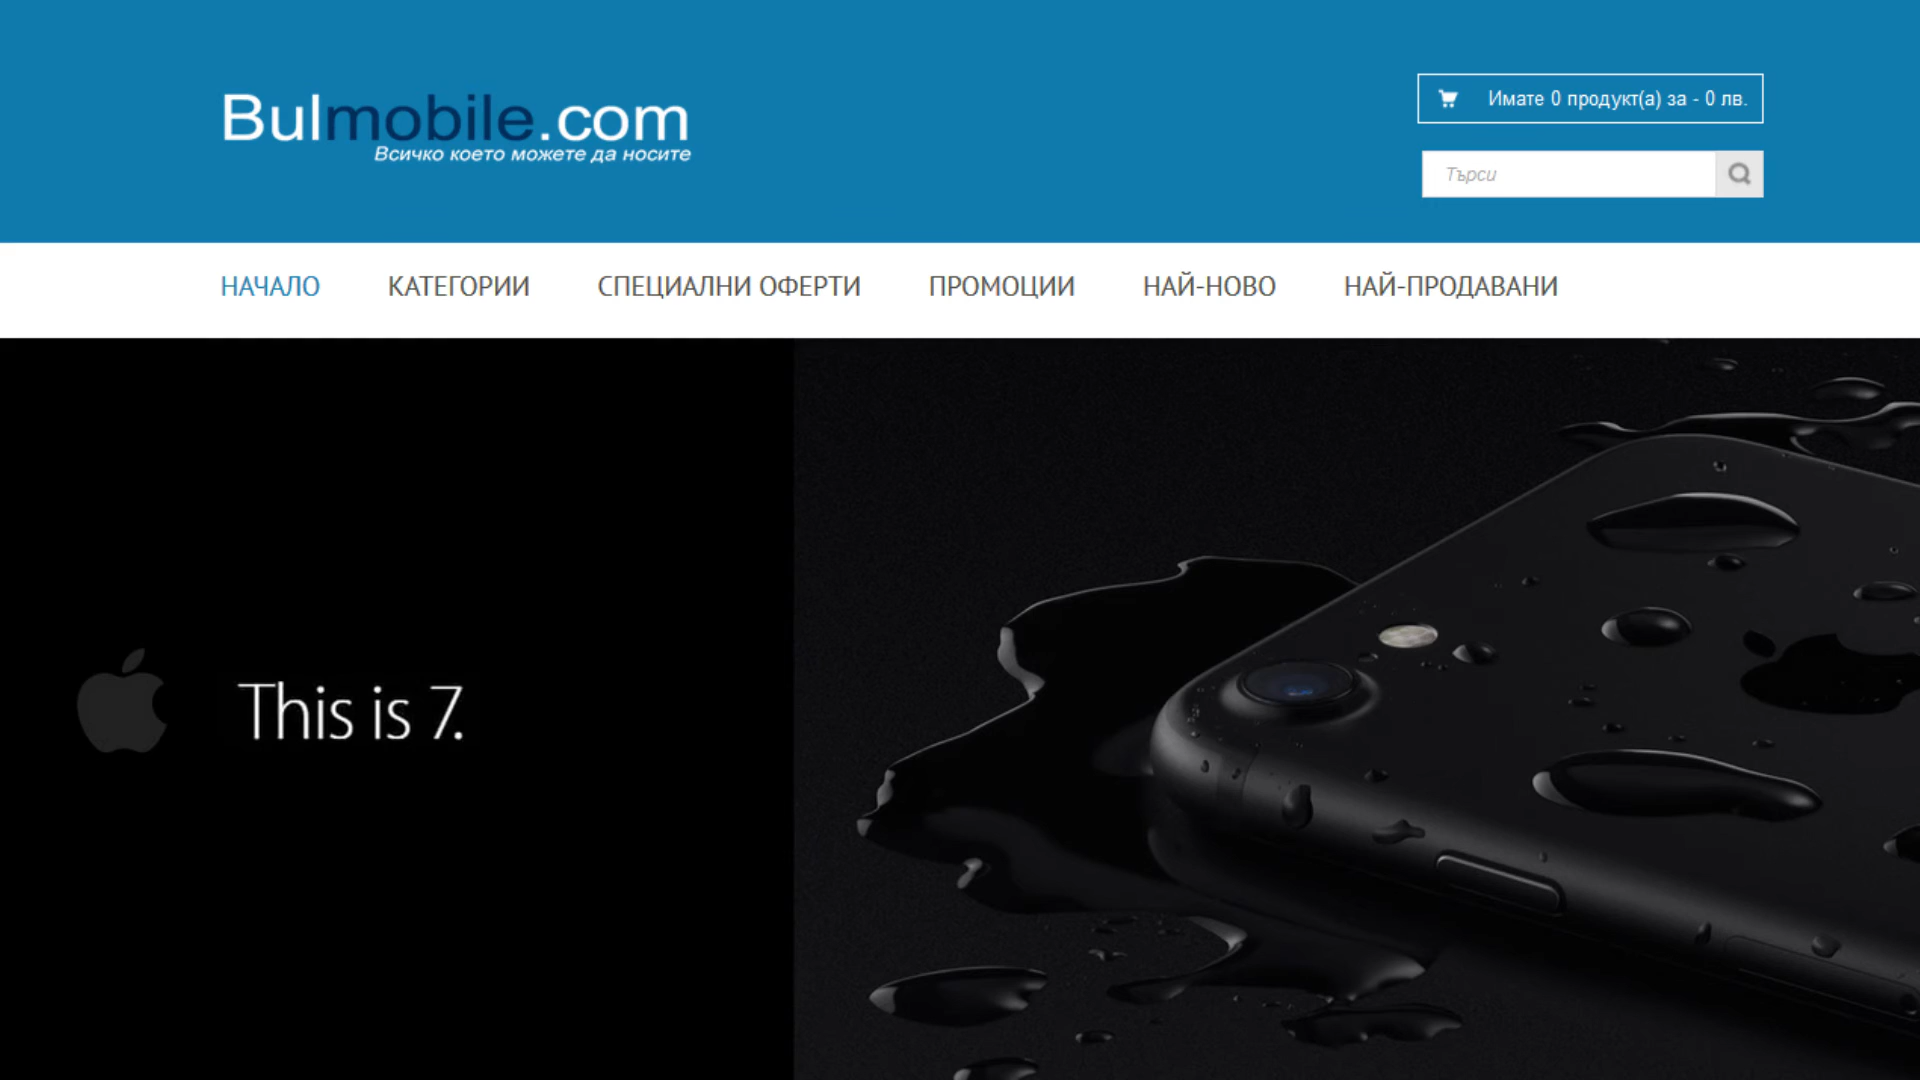 Bulmobile.com
Всичко което можете да носите
Имате 0 продукт(а) за - 0 лв.
Търси
НАЧАЛО КАТЕГОРИИ СПЕЦИАЛНИ ОФЕРТИ ПРОМОЦИИ НАЙ-НОВО НАЙ-ПРОДАВАНИ
This is 7.